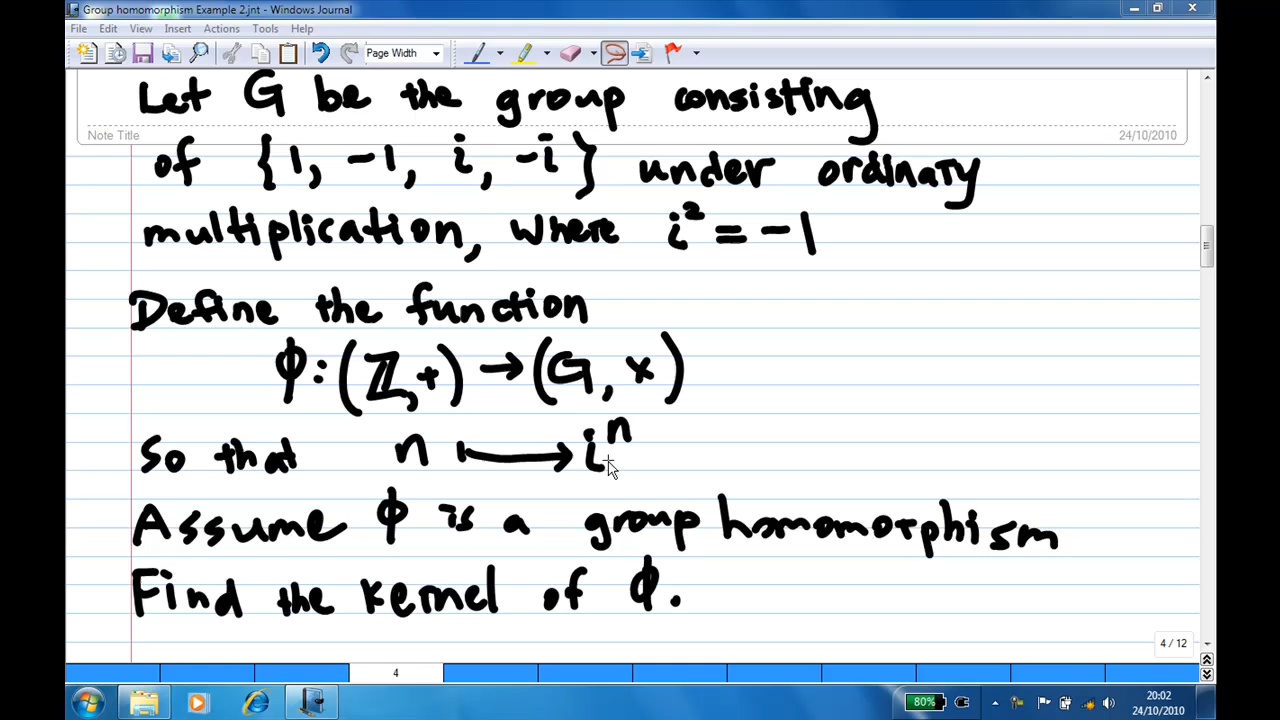 Group homomorphism Example 2.jnt - Windows Journal
File Edit View Insert Actions Tools Help
Page Width
Let G be the group consisting
Note Title 24/10/2010
of {1, -1, i, -i} under ordinary
multiplication, where i² = -1
Define the function
φ: (ℤ, +) → (G, ×)
So that n ⟼ iⁿ
Assume φ is a group homomorphism
Find the kernel of φ.
4 / 12
4
80%
20:02
24/10/2010